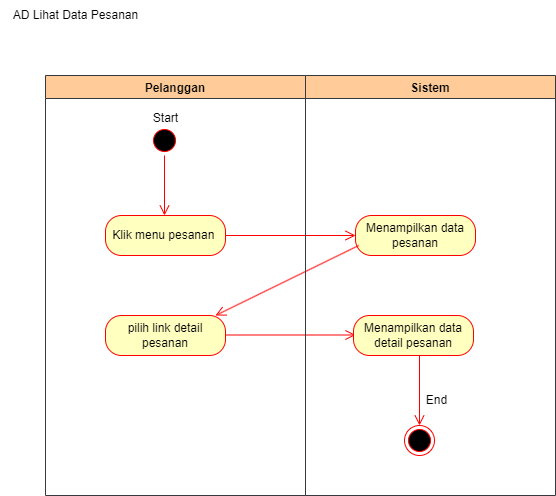 AD Lihat Data Pesanan
Pelanggan
Sistem
Start
Klik menu pesanan
Menampilkan data
pesanan
pilih link detail
pesanan
Menampilkan data
detail pesanan
End